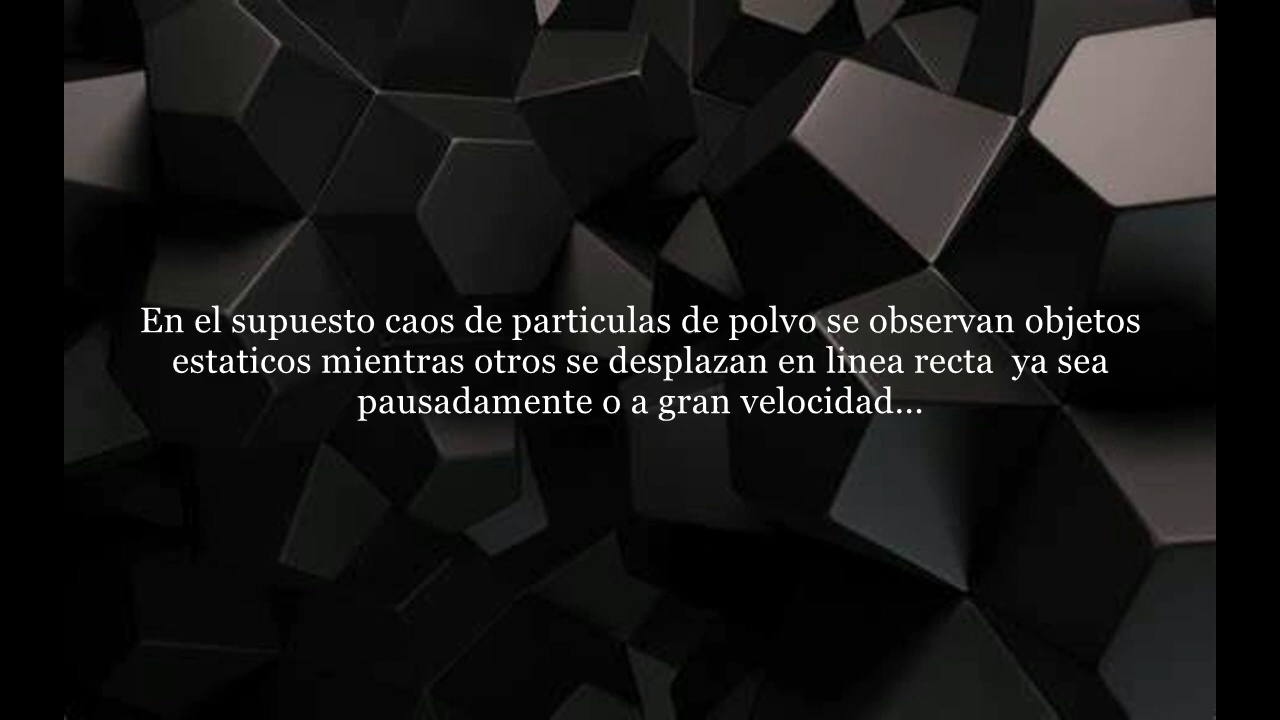 En el supuesto caos de particulas de polvo se observan objetos
estaticos mientras otros se desplazan en linea recta  ya sea
pausadamente o a gran velocidad...